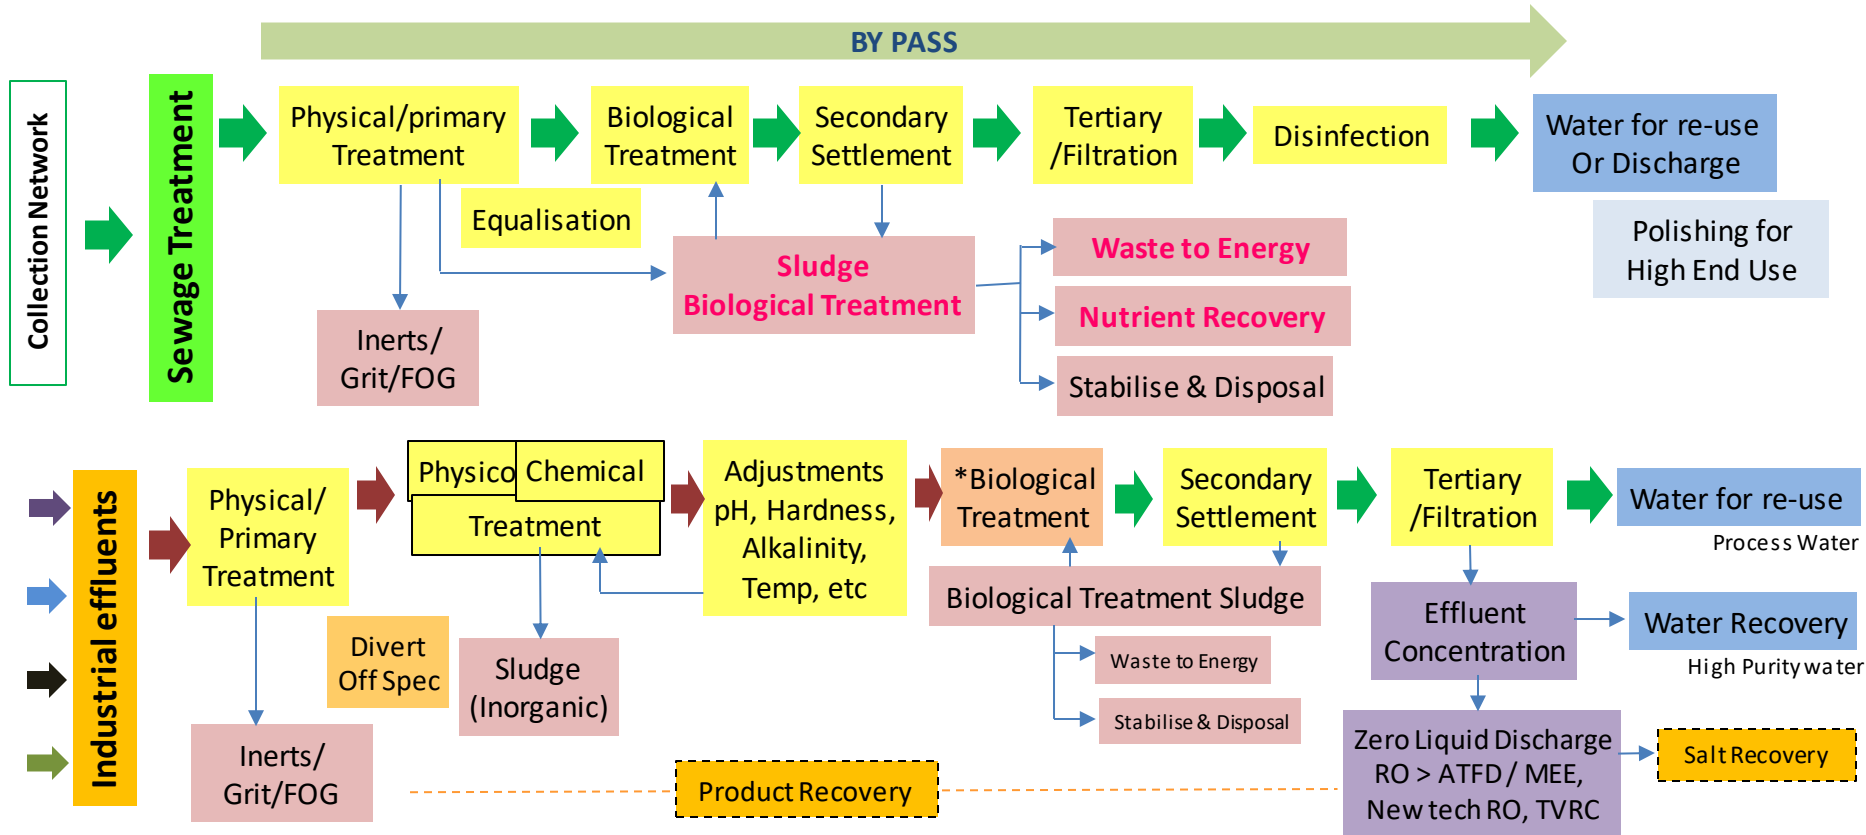 BY PASS
Collection Network
Sewage Treatment
Physical/primary
Treatment
Biological
Treatment
Secondary
Settlement
Tertiary
/Filtration
Disinfection
Water for re-use
Or Discharge
Equalisation
Polishing for
High End Use
Sludge
Biological Treatment
Waste to Energy
Nutrient Recovery
Stabilise & Disposal
Inerts/
Grit/FOG
Industrial effluents
Physical/
Primary
Treatment
Physico
Chemical
Treatment
Adjustments
pH, Hardness,
Alkalinity,
Temp, etc
*Biological
Treatment
Secondary
Settlement
Tertiary
/Filtration
Water for re-use
Process Water
Divert
Off Spec
Sludge
(Inorganic)
Biological Treatment Sludge
Waste to Energy
Stabilise & Disposal
Effluent
Concentration
Water Recovery
High Purity water
Inerts/
Grit/FOG
Product Recovery
Zero Liquid Discharge
RO > ATFD / MEE,
New tech RO, TVRC
Salt Recovery